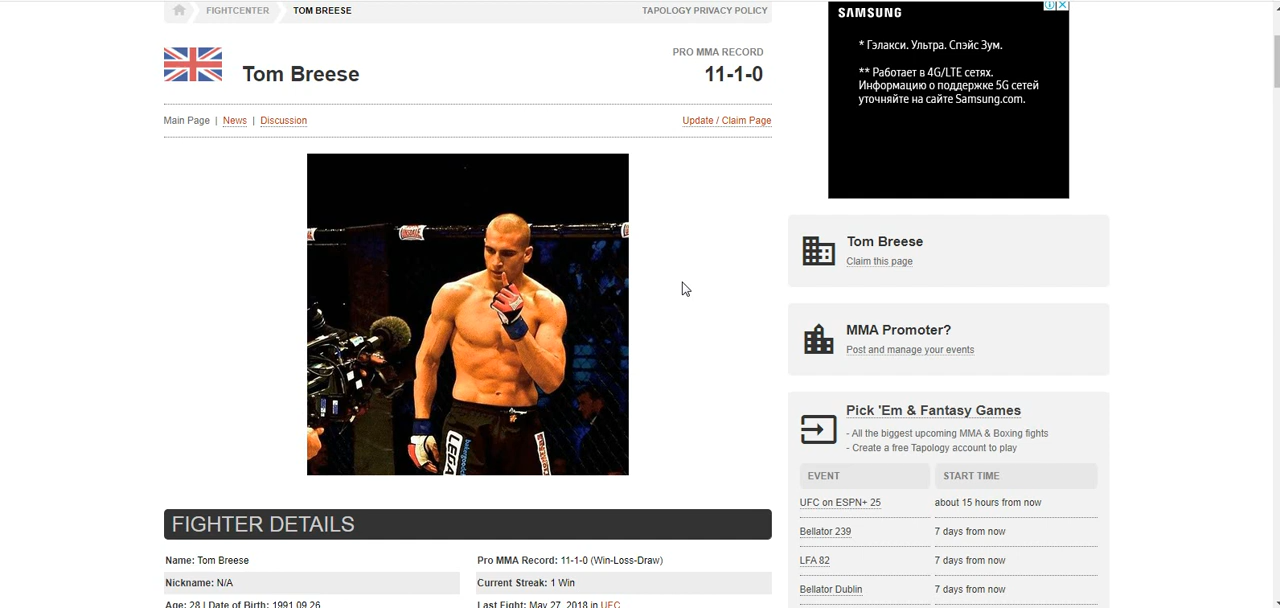 FIGHTCENTER
TOM BREESE
TAPOLOGY PRIVACY POLICY
Tom Breese
PRO MMA RECORD
11-1-0
Main Page | News | Discussion
Update / Claim Page
LEGA
FIGHTER DETAILS
Name: Tom Breese
Pro MMA Record: 11-1-0 (Win-Loss-Draw)
Nickname: N/A
Current Streak: 1 Win
Age: 28 | Date of Birth: 1991.09.26
Last Fight: May 27, 2018 in UFC
SAMSUNG
* Гэлакси. Ультра. Спэйс Зум.
** Работает в 4G/LTE сетях.
Информацию о поддержке 5G сетей
уточняйте на сайте Samsung.com.
Tom Breese
Claim this page
MMA Promoter?
Post and manage your events
Pick 'Em & Fantasy Games
- All the biggest upcoming MMA & Boxing fights
- Create a free Tapology account to play
EVENT
START TIME
UFC on ESPN+ 25
about 15 hours from now
Bellator 239
7 days from now
LFA 82
7 days from now
Bellator Dublin
7 days from now